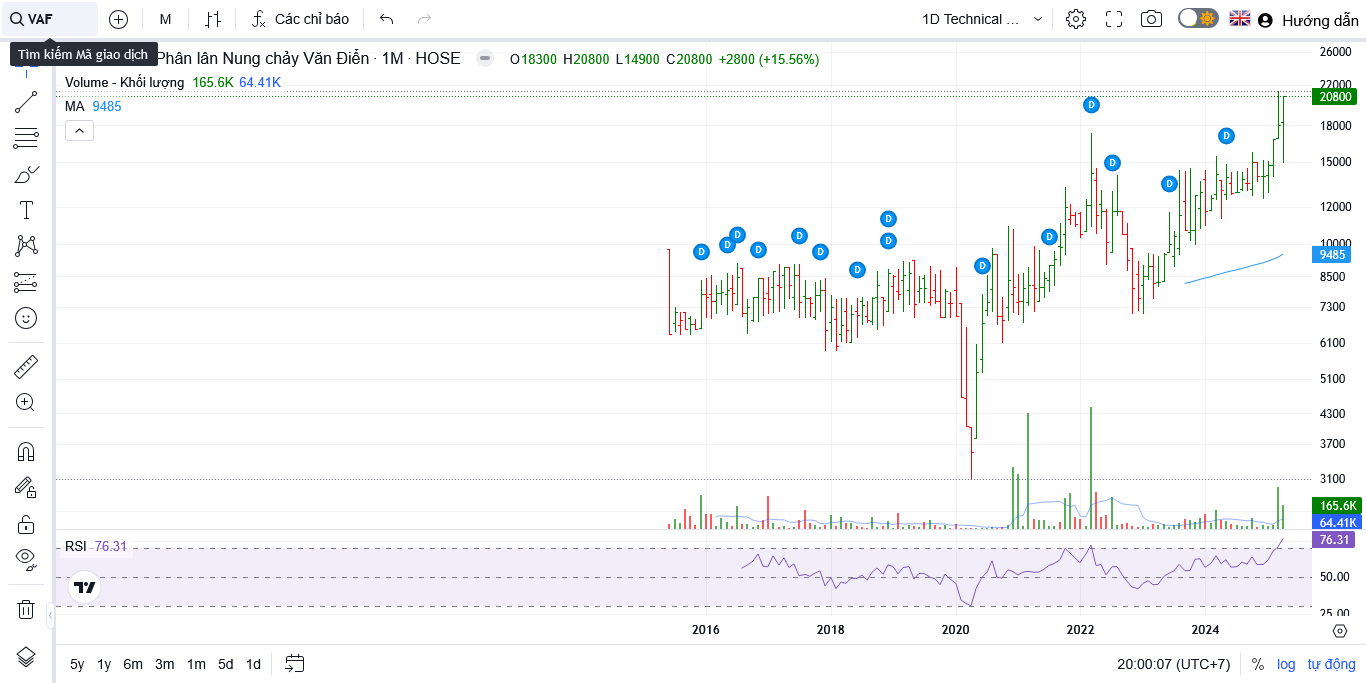 VAF M Các chỉ báo 1D Technical ... Hướng dẫn
Tìm kiếm Mã giao dịch
Phân lân Nung chảy Văn Điển · 1M · HOSE O18300 H20800 L14900 C20800 +2800 (+15.56%)
Volume - Khối lượng 165.6K 64.41K
MA 9485
26000
22000
20800
18000
15000
12000
10000
9485
8500
7300
6100
5100
4300
3700
3100
165.6K
64.41K
D D D D D D D D D D D D D D D D
RSI 76.31
76.31
50.00
25.00
2016 2018 2020 2022 2024
5y 1y 6m 3m 1m 5d 1d 20:00:07 (UTC+7) % log tự động